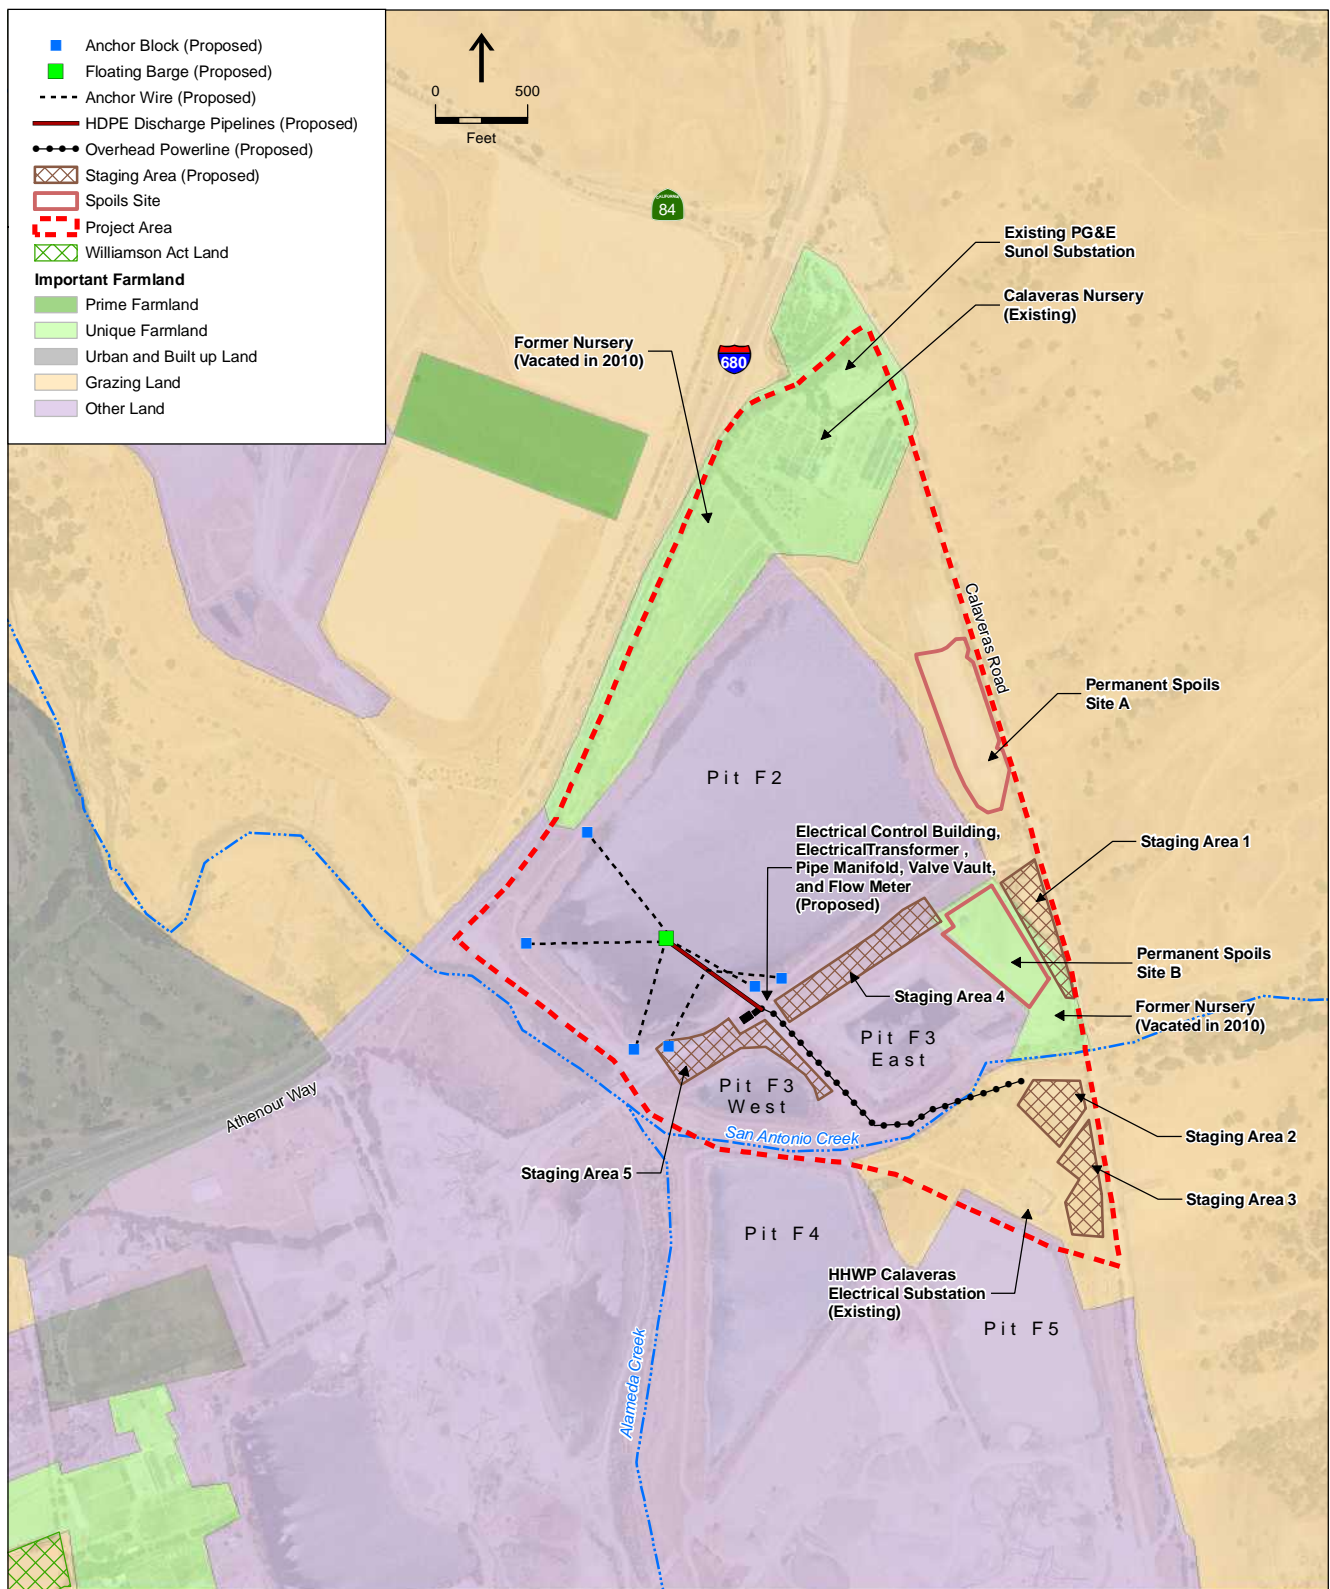 Anchor Block (Proposed)
Floating Barge (Proposed)
Anchor Wire (Proposed)
HDPE Discharge Pipelines (Proposed)
Overhead Powerline (Proposed)
Staging Area (Proposed)
Spoils Site
Project Area
Williamson Act Land
Important Farmland
Prime Farmland
Unique Farmland
Urban and Built up Land
Grazing Land
Other Land
0 500
Feet
CALIFORNIA
84
680
Existing PG&E
Sunol Substation
Calaveras Nursery
(Existing)
Former Nursery
(Vacated in 2010)
Calaveras Road
Permanent Spoils
Site A
Pit F2
Electrical Control Building,
ElectricalTransformer ,
Pipe Manifold, Valve Vault,
and Flow Meter
(Proposed)
Staging Area 1
Permanent Spoils
Site B
Staging Area 4
Former Nursery
(Vacated in 2010)
Pit F3
East
Pit F3
West
Athenour Way
San Antonio Creek
Staging Area 2
Staging Area 5
Staging Area 3
Pit F4
HHWP Calaveras
Electrical Substation
(Existing)
Pit F5
Alameda Creek